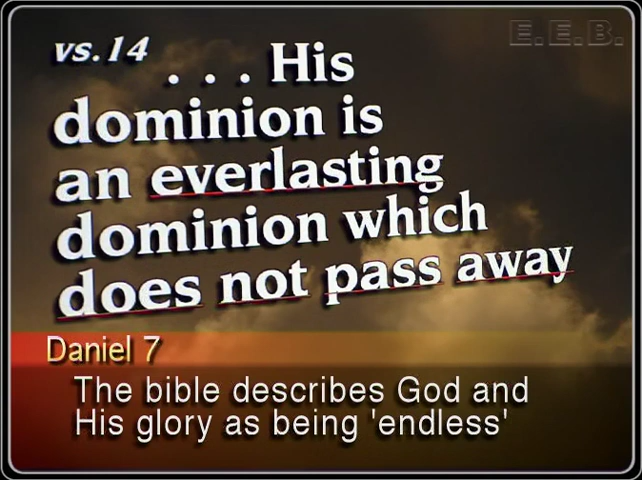 E.E.B.
vs.14 . . . His
dominion is
an everlasting
dominion which
does not pass away
Daniel 7
The bible describes God and
His glory as being 'endless'